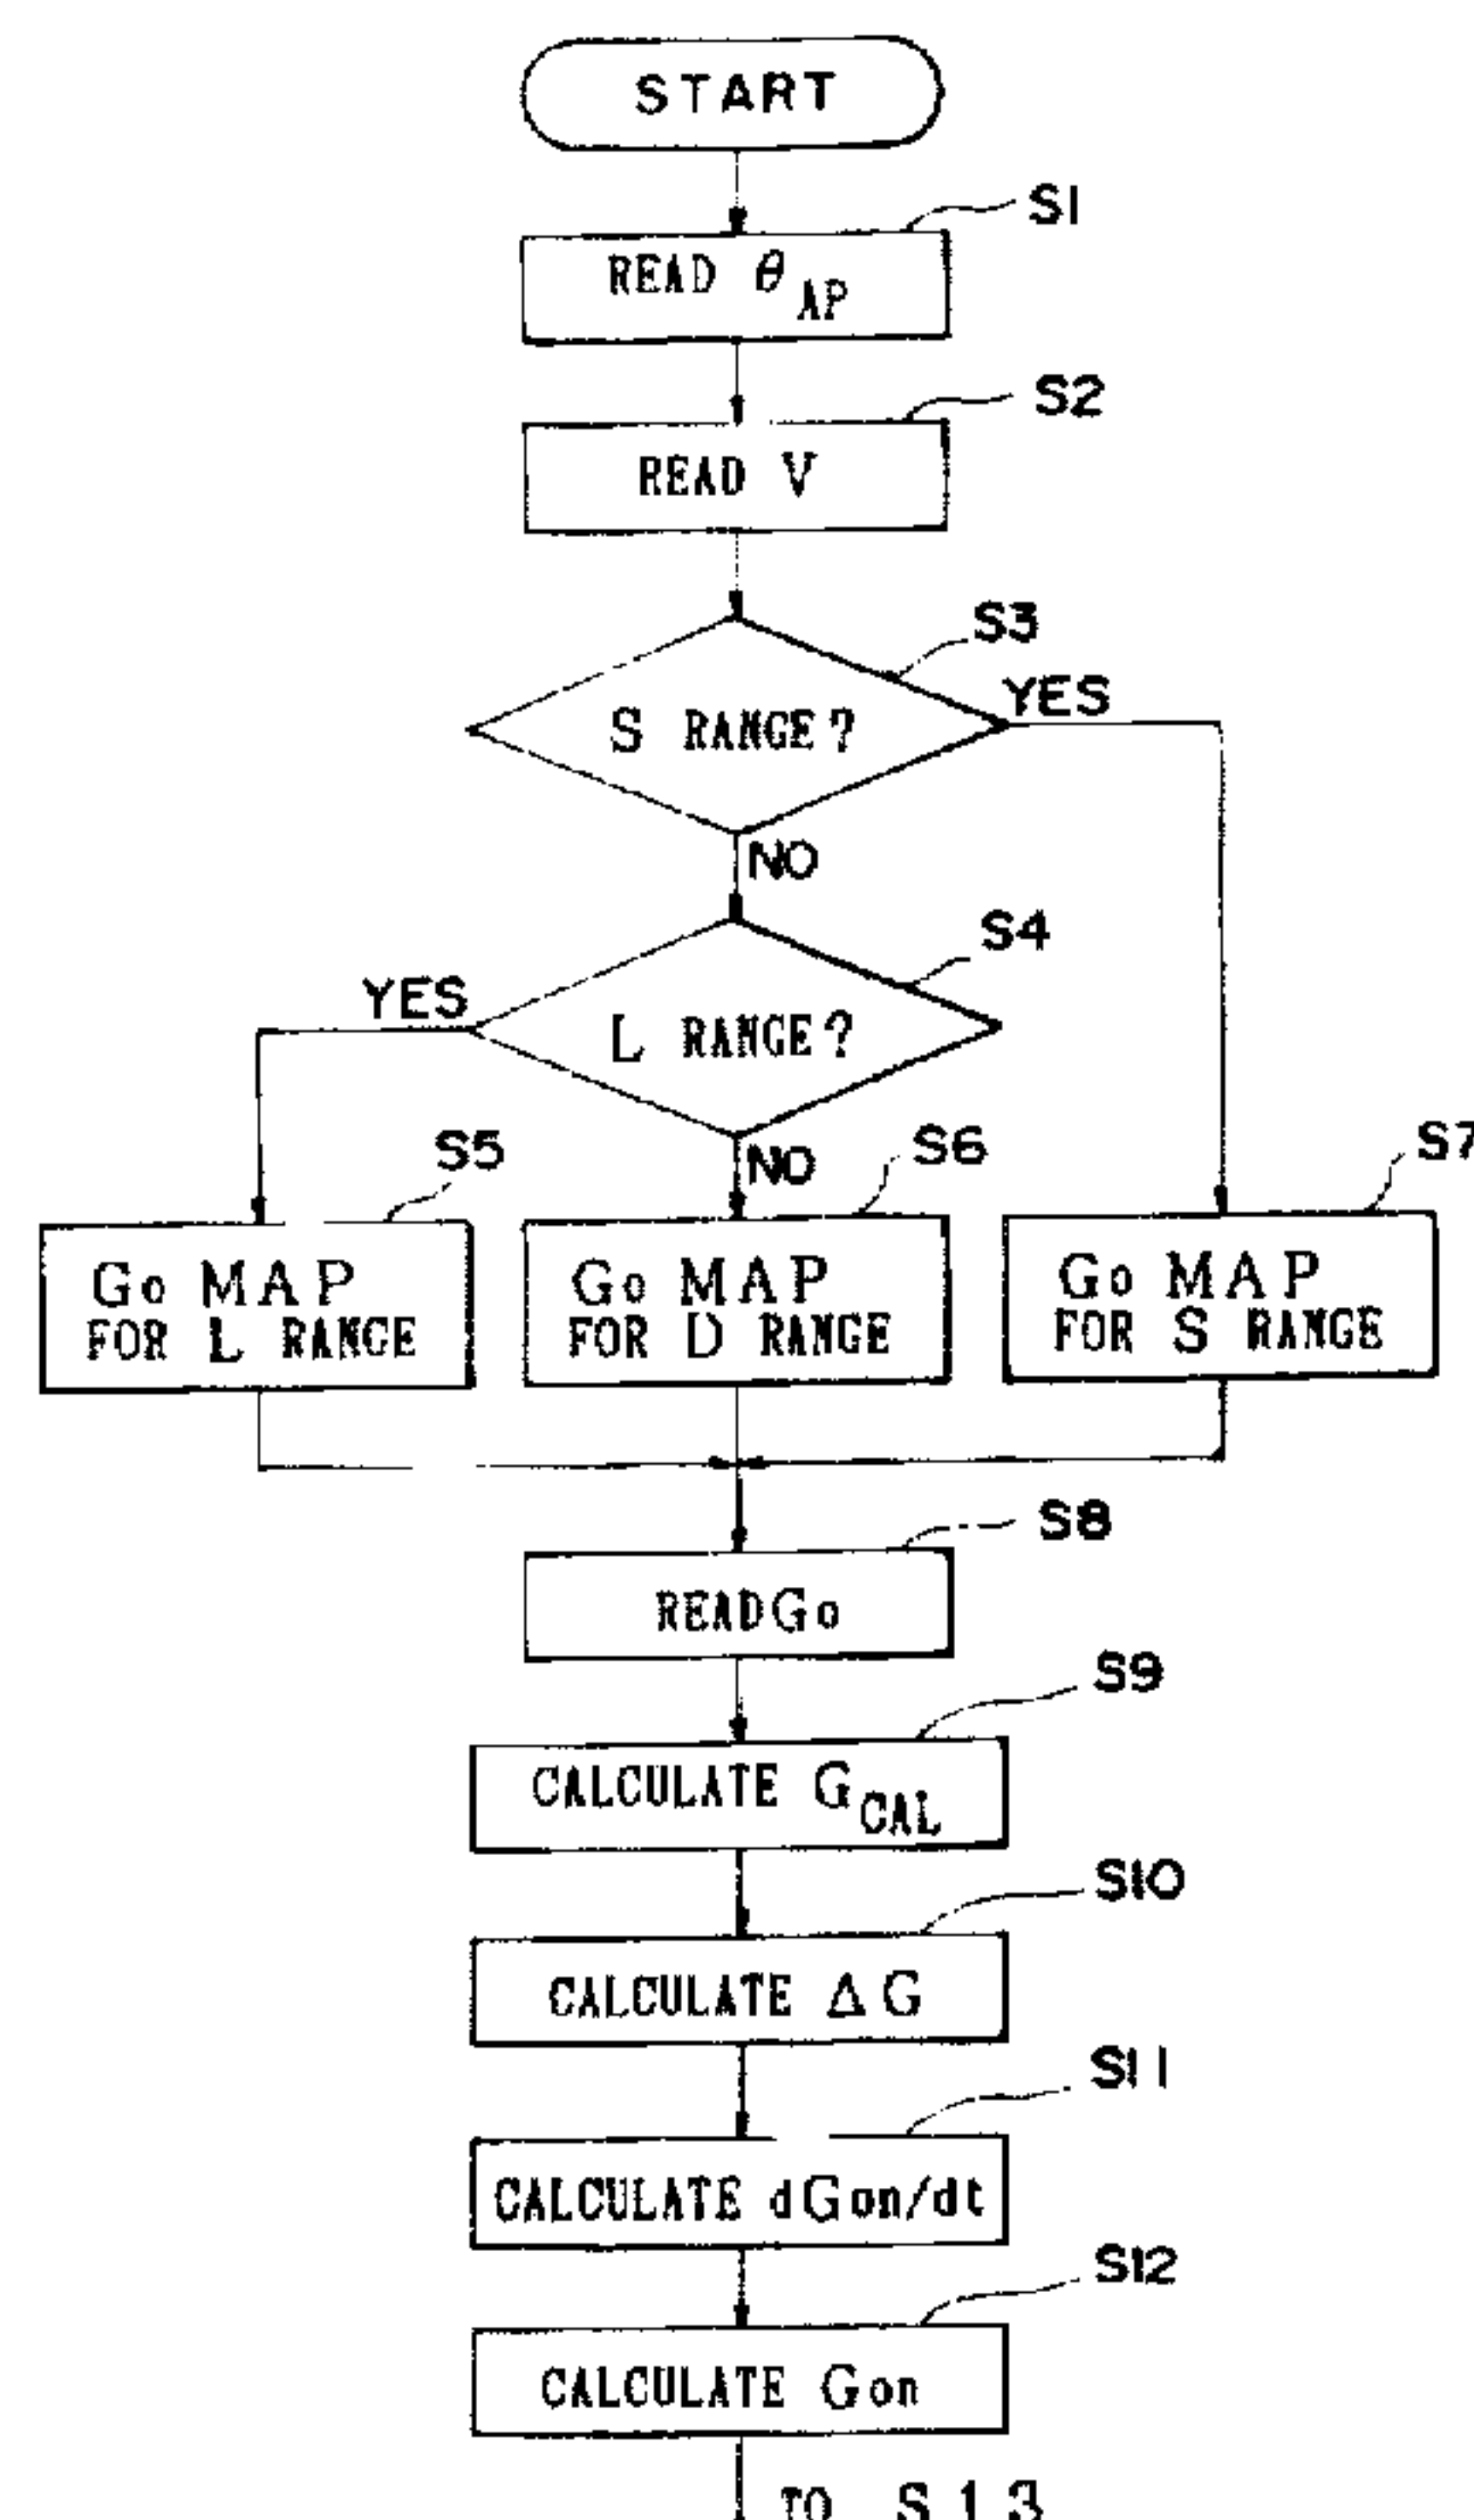 START
S1
READ θAP
S2
READ V
S3
S RANGE?
YES
NO
S4
YES
L RANGE?
NO
S5
S6
S7
Go MAP
FOR L RANGE
Go MAP
FOR D RANGE
Go MAP
FOR S RANGE
S8
READ Go
S9
CALCULATE GCAL
S10
CALCULATE ΔG
S11
CALCULATE dGon/dt
S12
CALCULATE Gon
TO S13